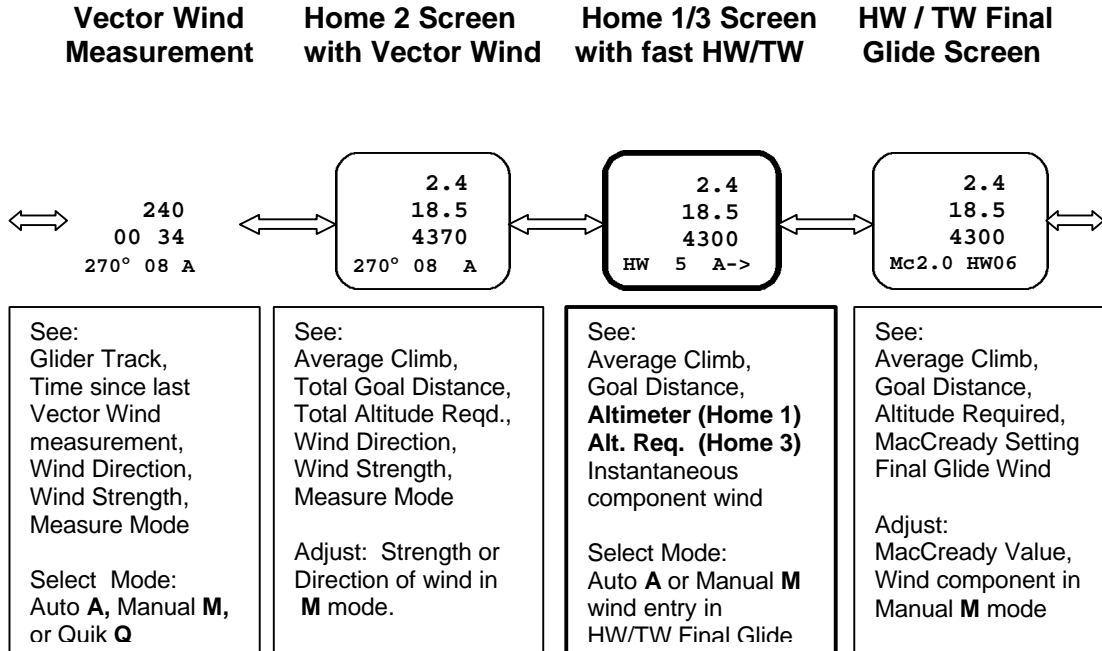 Vector Wind
Measurement
Home 2 Screen
with Vector Wind
Home 1/3 Screen
with fast HW/TW
HW / TW Final
Glide Screen
240
00 34
270° 08 A
2.4
18.5
4370
270° 08 A
2.4
18.5
4300
HW 5 A->
2.4
18.5
4300
Mc2.0 HW06
See:
Glider Track,
Time since last
Vector Wind
measurement,
Wind Direction,
Wind Strength,
Measure Mode
Select Mode:
Auto A, Manual M,
or Quik Q
See:
Average Climb,
Total Goal Distance,
Total Altitude Reqd.,
Wind Direction,
Wind Strength,
Measure Mode
Adjust: Strength or
Direction of wind in
M mode.
See:
Average Climb,
Goal Distance,
Altimeter (Home 1)
Alt. Req. (Home 3)
Instantaneous
component wind
Select Mode:
Auto A or Manual M
wind entry in
HW/TW Final Glide
See:
Average Climb,
Goal Distance,
Altitude Required,
MacCready Setting
Final Glide Wind
Adjust:
MacCready Value,
Wind component in
Manual M mode